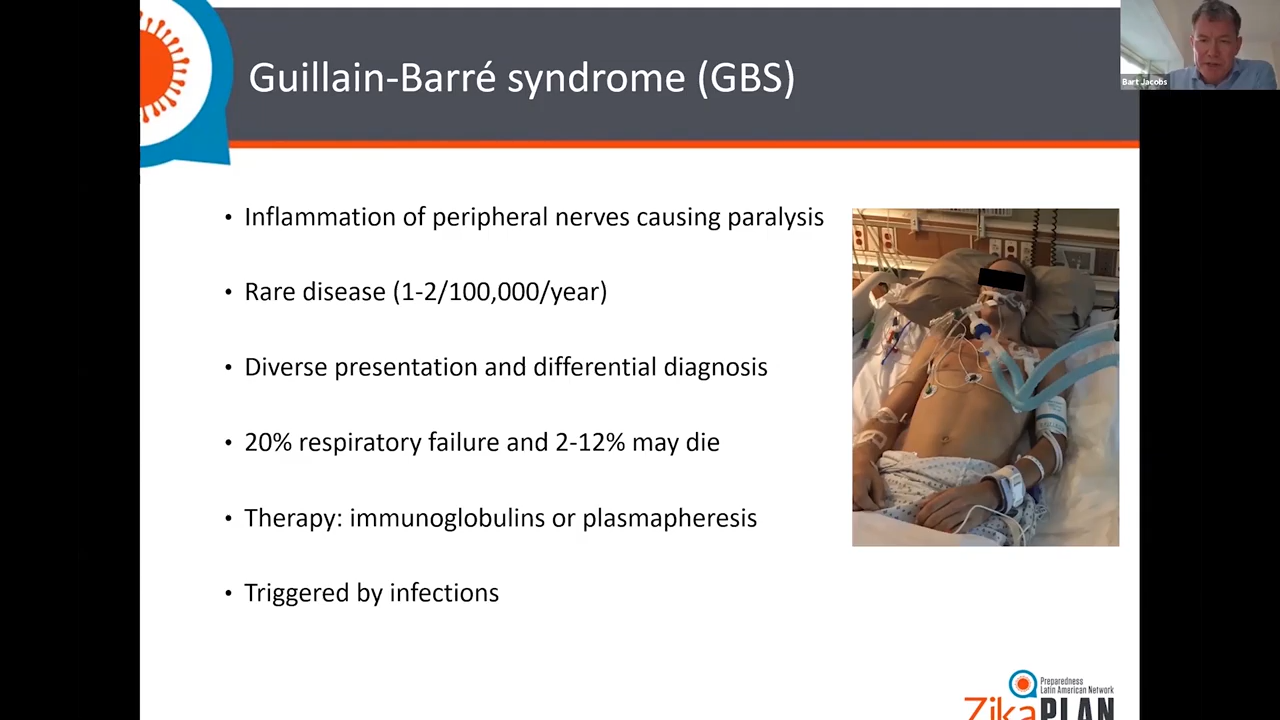 Guillain-Barré syndrome (GBS)
Bart Jacobs
• Inflammation of peripheral nerves causing paralysis
• Rare disease (1-2/100,000/year)
• Diverse presentation and differential diagnosis
• 20% respiratory failure and 2-12% may die
• Therapy: immunoglobulins or plasmapheresis
• Triggered by infections
Preparedness
Latin American Network
ZikaPLAN